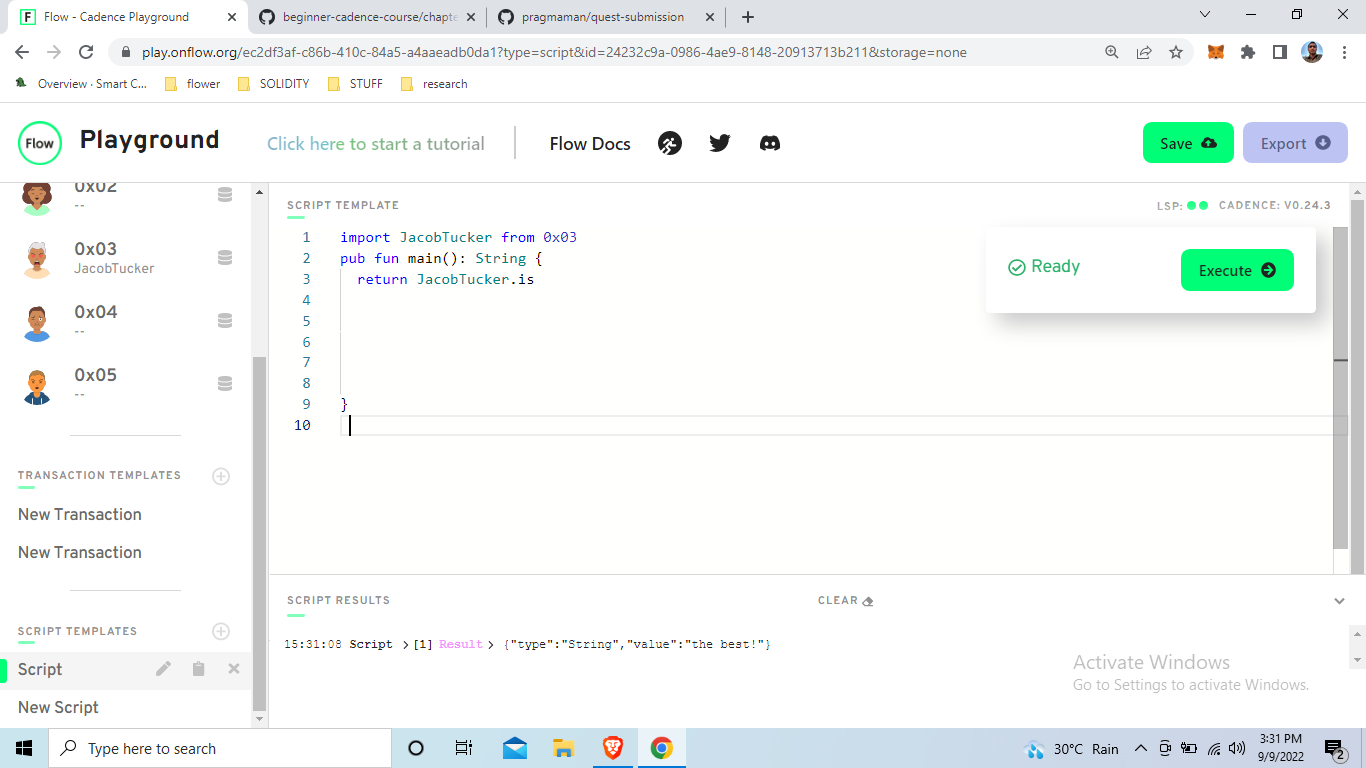 Flow - Cadence Playground
beginner-cadence-course/chapte
pragmaman/quest-submission
play.onflow.org/ec2df3af-c86b-410c-84a5-a4aaeadb0da1?type=script&id=24232c9a-0986-4ae9-8148-20913713b211&storage=none
Overview · Smart C...
flower
SOLIDITY
STUFF
research
Flow
Playground
Click here to start a tutorial
Flow Docs
Save
Export
0x02
--
0x03
JacobTucker
0x04
--
0x05
--
TRANSACTION TEMPLATES
New Transaction
New Transaction
SCRIPT TEMPLATES
Script
New Script
SCRIPT TEMPLATE
LSP:
CADENCE: V0.24.3
1 import JacobTucker from 0x03
2 pub fun main(): String {
3 return JacobTucker.is
4
5
6
7
8
9 }
10
Ready
Execute
SCRIPT RESULTS
CLEAR
15:31:08 Script > [1] Result > {"type":"String","value":"the best!"}
Activate Windows
Go to Settings to activate Windows.
Type here to search
30°C Rain
3:31 PM
9/9/2022
2